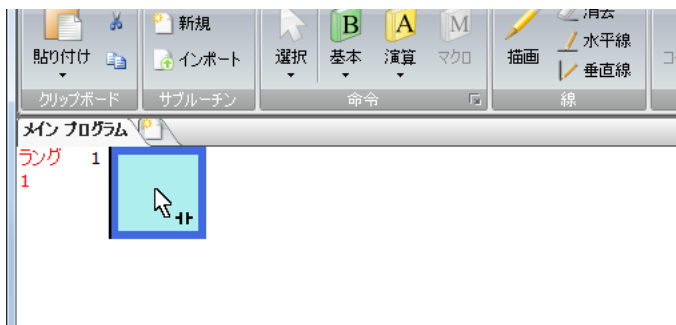 消去
新規
B A M
水平線
貼り付け インポート 選択 基本 演算 マクロ 描画 垂直線
クリップボード サブルーチン 命令 線
メイン プログラム
ラング 1
1